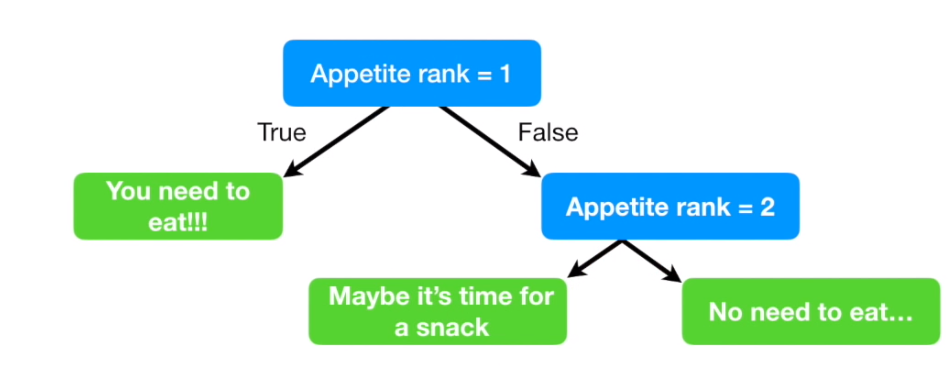 Appetite rank = 1
True
False
You need to
eat!!!
Appetite rank = 2
Maybe it’s time for
a snack
No need to eat...